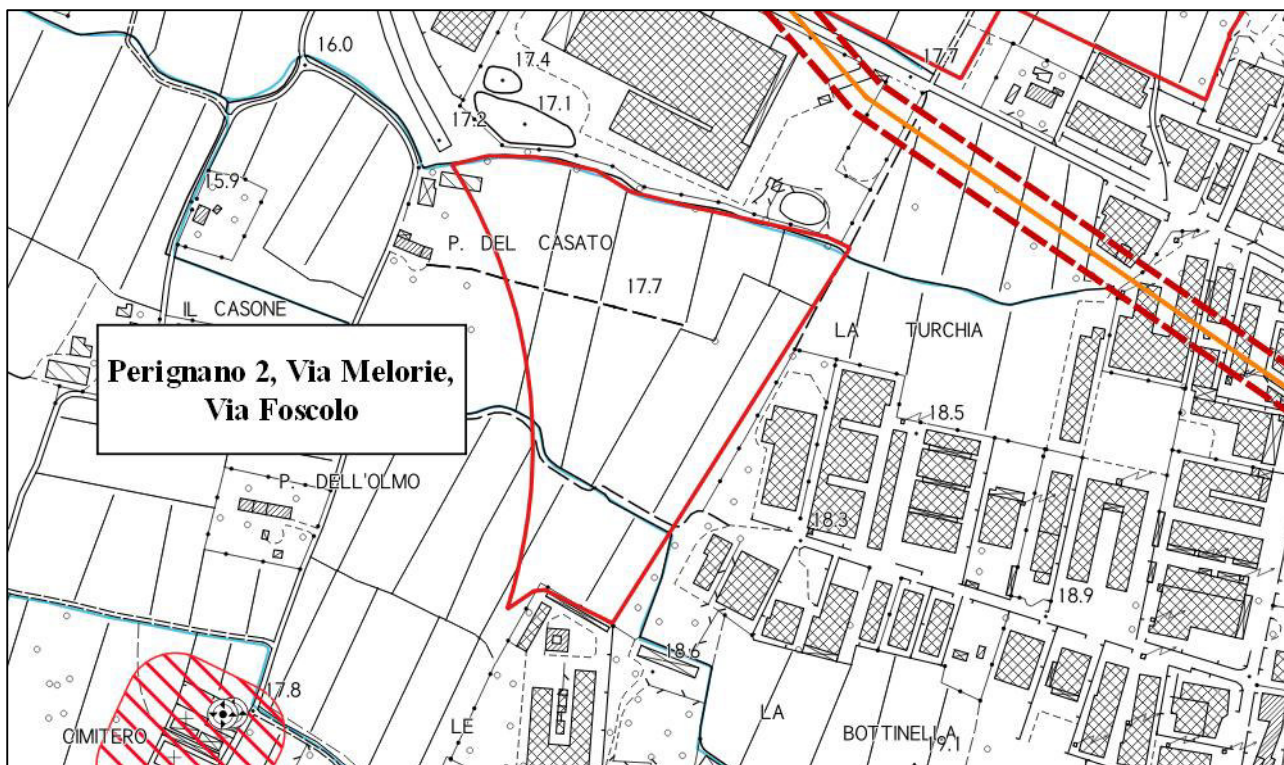 16.0
17.4
17.1
17.2
17.7
15.9
P. DEL CASATO
17.7
IL CASONE
LA TURCHIA
Perignano 2, Via Melorie,
Via Foscolo
18.5
P. DELL'OLMO
18.3
18.9
18.6
17.8
CIMITERO
LE
LA
BOTTINELLA
19.1